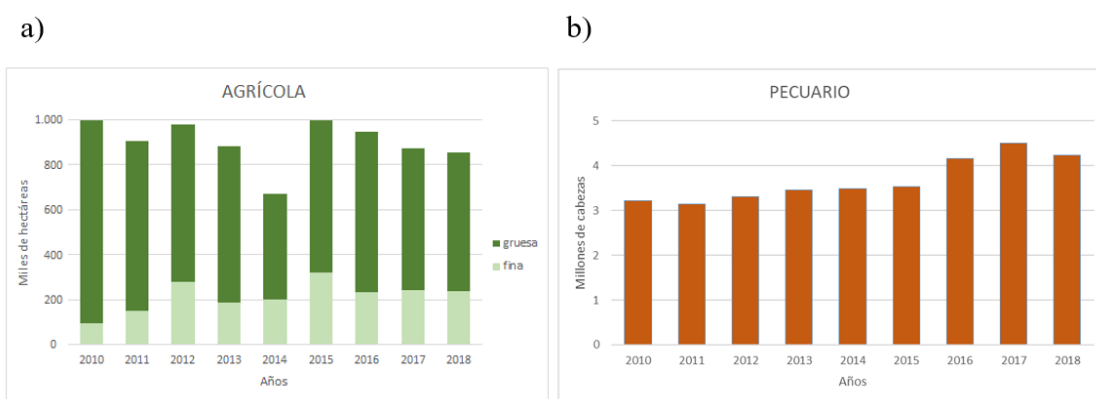 a)
AGRÍCOLA
1.000
800
600
400
200
0
Miles de hectáreas
2010 2011 2012 2013 2014 2015 2016 2017 2018
Años
gruesa
fina
b)
PECUARIO
5
4
3
2
1
0
Millones de cabezas
2010 2011 2012 2013 2014 2015 2016 2017 2018
Años